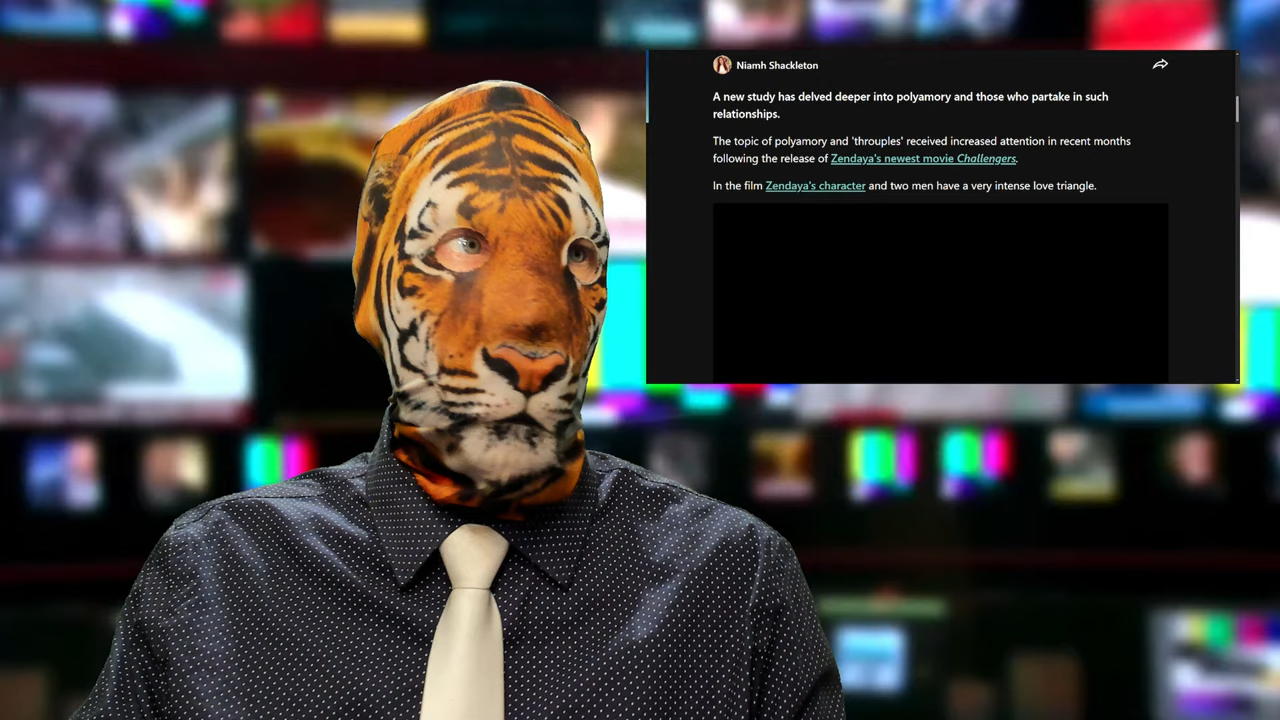 Niamh Shackleton
A new study has delved deeper into polyamory and those who partake in such
relationships.
The topic of polyamory and 'throuples' received increased attention in recent months
following the release of Zendaya's newest movie Challengers.
In the film Zendaya's character and two men have a very intense love triangle.